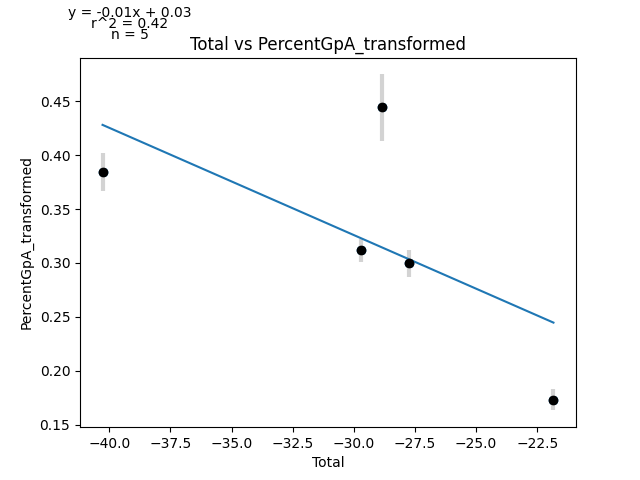 y = -0.01x + 0.03
r^2 = 0.42
n = 5
Total vs PercentGpA_transformed
PercentGpA_transformed
0.45
0.40
0.35
0.30
0.25
0.20
0.15
−40.0 −37.5 −35.0 −32.5 −30.0 −27.5 −25.0 −22.5
Total